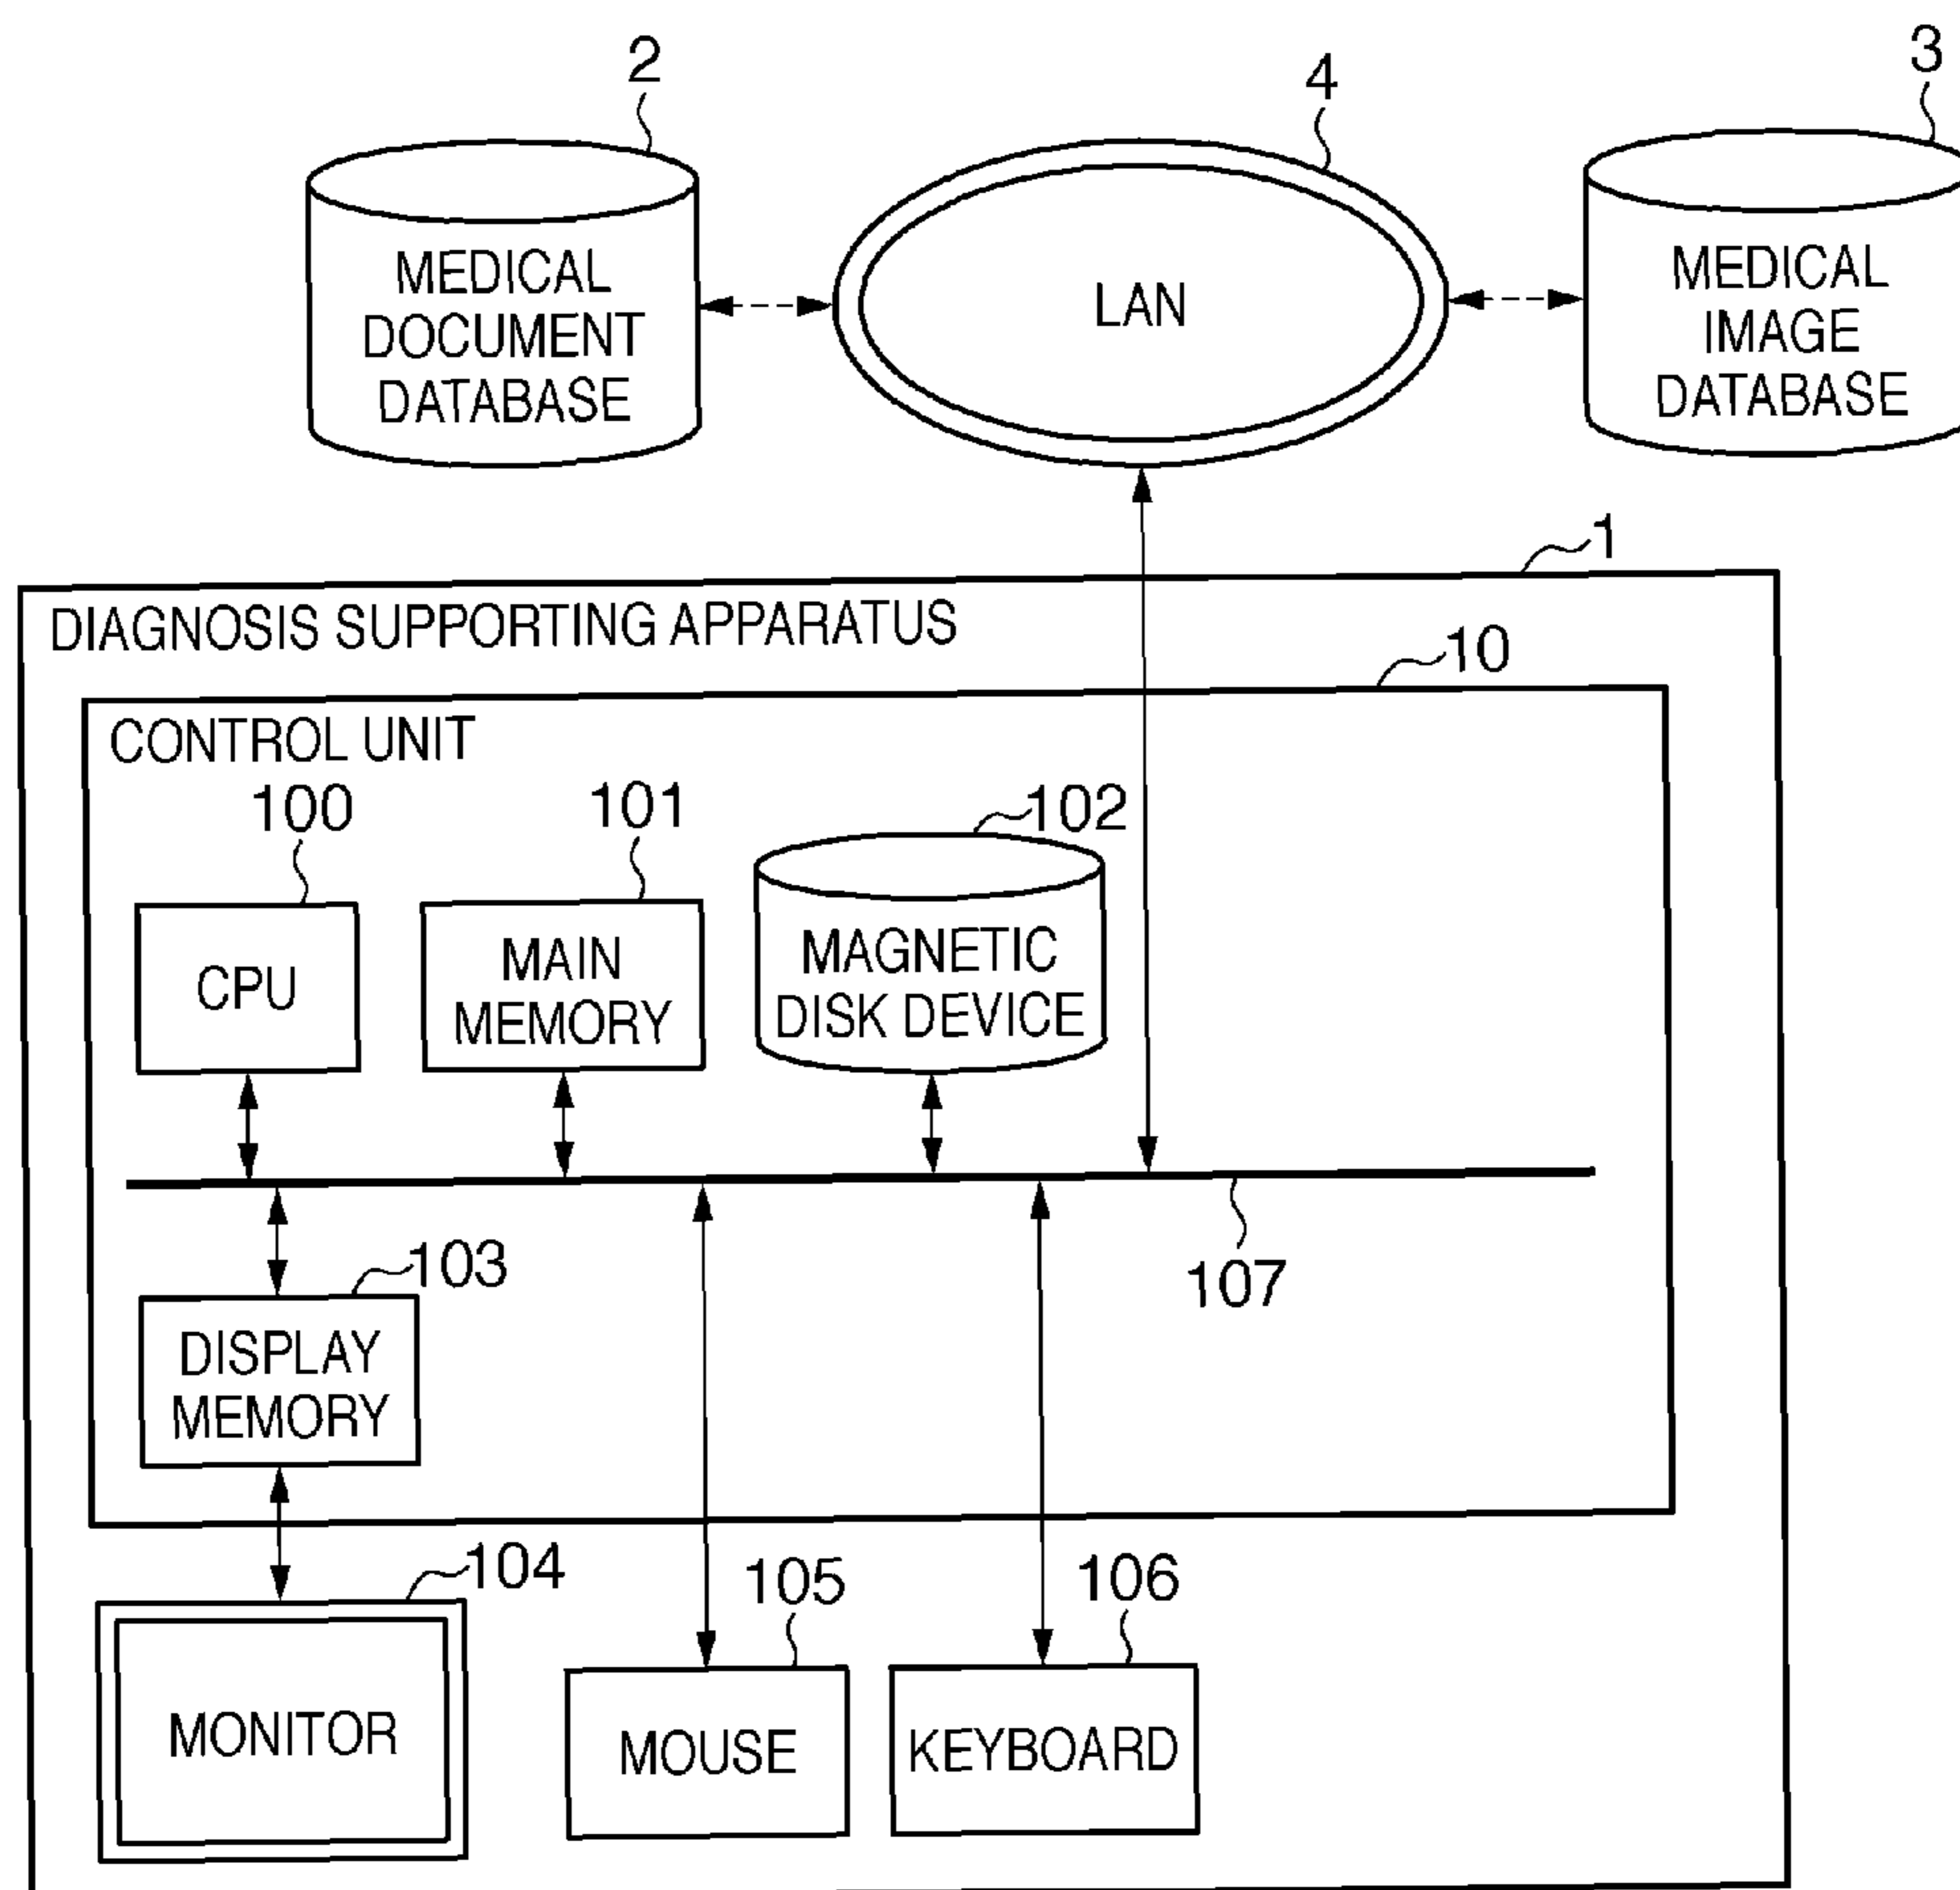 2
4
3
MEDICAL
DOCUMENT
DATABASE
LAN
MEDICAL
IMAGE
DATABASE
1
DIAGNOSIS SUPPORTING APPARATUS
10
CONTROL UNIT
100
101
102
CPU
MAIN
MEMORY
MAGNETIC
DISK DEVICE
103
107
DISPLAY
MEMORY
104
105
106
MONITOR
MOUSE
KEYBOARD